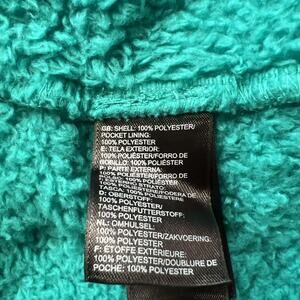 GB: SHELL: 100% POLYESTER/
POCKET LINING:
100% POLYESTER
E: TELA EXTERIOR:
100% POLIÉSTER/FORRO DE
BOLSILLO: 100% POLIÉSTER
P: PARTE EXTERNA:
100% POLIÉSTER/FORRO DE
100% POLIESTERE
D: OBERSTOFF:
100% POLYESTER/
TASCHENFUTTERSTOFF:
100% POLYESTER
NL: OMHULSEL:
100% POLYESTER/ZAKVOERING:
100% POLYESTER
F: ÉTOFFE EXTÉRIEURE:
100% POLYESTER/DOUBLURE DE
POCHE: 100% POLYESTER